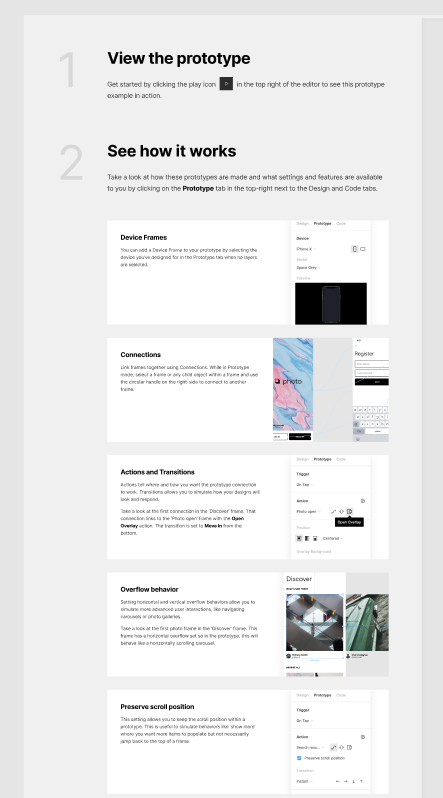 1
View the prototype
Get started by clicking the play icon in the top right of the editor to see this prototype
example in action.
2
See how it works
Take a look at how these prototypes are made and what settings and features are available
to you by clicking on the Prototype tab in the top-right next to the Design and Code tabs.
Device Frames
You can add a Device Frame to your prototype by selecting the
device you've designed for in the Prototype tab when no layers
are selected.
Design Prototype Code
Device
iPhone X
Model
Space Grey
Preview
Connections
Link frames together using Connections. While in Prototype
mode, select a frame or any child object within a frame and use
the circular handle on the right-side to connect to another
frame.
photo
Register
Actions and Transitions
Actions tell where and how you want the prototype connection
to work. Transitions allow you to simulate how your designs will
look and respond.
Take a look at the first connection in the 'Discover' frame. That
connection links to the 'Photo open' frame with the Open
Overlay action. The transition is set to Move In from the
bottom.
Design Prototype Code
Trigger
On Tap
Action
Photo open
Open Overlay
Position
Centered
Overlay Background
Overflow behavior
Setting horizontal and vertical overflow behaviors allow you to
simulate more advanced user interactions, like navigating
carousels or photo galleries.
Take a look at the first photo frame in the 'Discover' frame. This
frame has a horizontal overflow set so in the prototype, this will
behave like a horizontally scrolling carousel.
Discover
Preserve scroll position
This setting allows you to keep the scroll position within a
prototype. This is useful to simulate behaviors like 'show more'
where you want more items to populate but not necessarily
jump back to the top of a frame.
Design Prototype Code
Trigger
On Tap
Action
Search resu...
Preserve scroll position
Transition
Instant